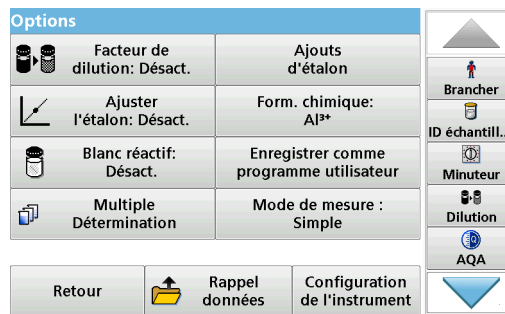 Options
Facteur de
dilution: Désact.
Ajouts
d'étalon
Ajuster
l'étalon: Désact.
Form. chimique:
Al³⁺
Blanc réactif:
Désact.
Enregistrer comme
programme utilisateur
Multiple
Détermination
Mode de mesure :
Simple
Retour
Rappel
données
Configuration
de l'instrument
Brancher
ID échantill..
Minuteur
Dilution
AQA